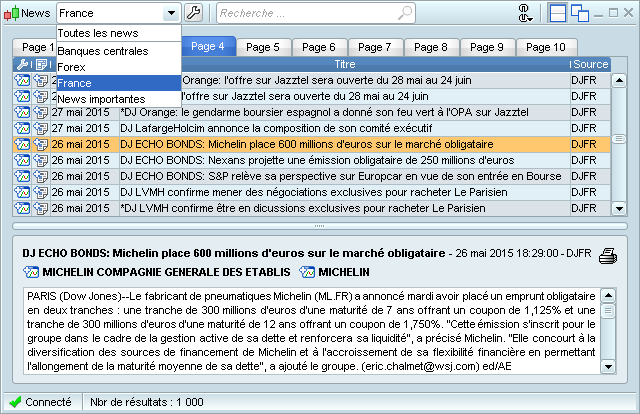 News France Recherche ...
Toutes les news
Banques centrales
Forex
France
News importantes
Page 1 Page 4 Page 5 Page 6 Page 7 Page 8 Page 9 Page 10
Titre Source
2 Orange: l'offre sur Jazztel sera ouverte du 28 mai au 24 juin DJFR
2 l'offre sur Jazztel sera ouverte du 28 mai au 24 juin DJFR
27 mai 2015 *DJ Orange: le gendarme boursier espagnol a donné son feu vert à l'OPA sur Jazztel DJFR
27 mai 2015 DJ LafargeHolcim annonce la composition de son comité exécutif DJFR
26 mai 2015 DJ ECHO BONDS: Michelin place 600 millions d'euros sur le marché obligataire DJFR
26 mai 2015 DJ ECHO BONDS: Nexans projette une émission obligataire de 250 millions d'euros DJFR
26 mai 2015 DJ ECHO BONDS: S&P relève sa perspective sur Europcar en vue de son entrée en Bourse DJFR
26 mai 2015 DJ LVMH confirme mener des négociations exclusives pour racheter Le Parisien DJFR
26 mai 2015 *DJ LVMH confirme être en dicussions exclusives pour racheter Le Parisien DJFR
DJ ECHO BONDS: Michelin place 600 millions d'euros sur le marché obligataire - 26 mai 2015 18:29:00 - DJFR
MICHELIN COMPAGNIE GENERALE DES ETABLIS MICHELIN
PARIS (Dow Jones)--Le fabricant de pneumatiques Michelin (ML.FR) a annoncé mardi avoir placé un emprunt obligataire
en deux tranches : une tranche de 300 millions d'euros d'une maturité de 7 ans offrant un coupon de 1,125% et une
tranche de 300 millions d'euros d'une maturité de 12 ans offrant un coupon de 1,750%. "Cette émission s'inscrit pour le
groupe dans le cadre de la gestion active de sa dette et renforcera sa liquidité", a précisé Michelin. "Elle concourt à la
diversification des sources de financement de Michelin et à l'accroissement de sa flexibilité financière en permettant
l'allongement de la maturité moyenne de sa dette", a ajouté le groupe. (eric.chalmet@wsj.com) ed/AE
Connecté Nbr de résultats : 1 000